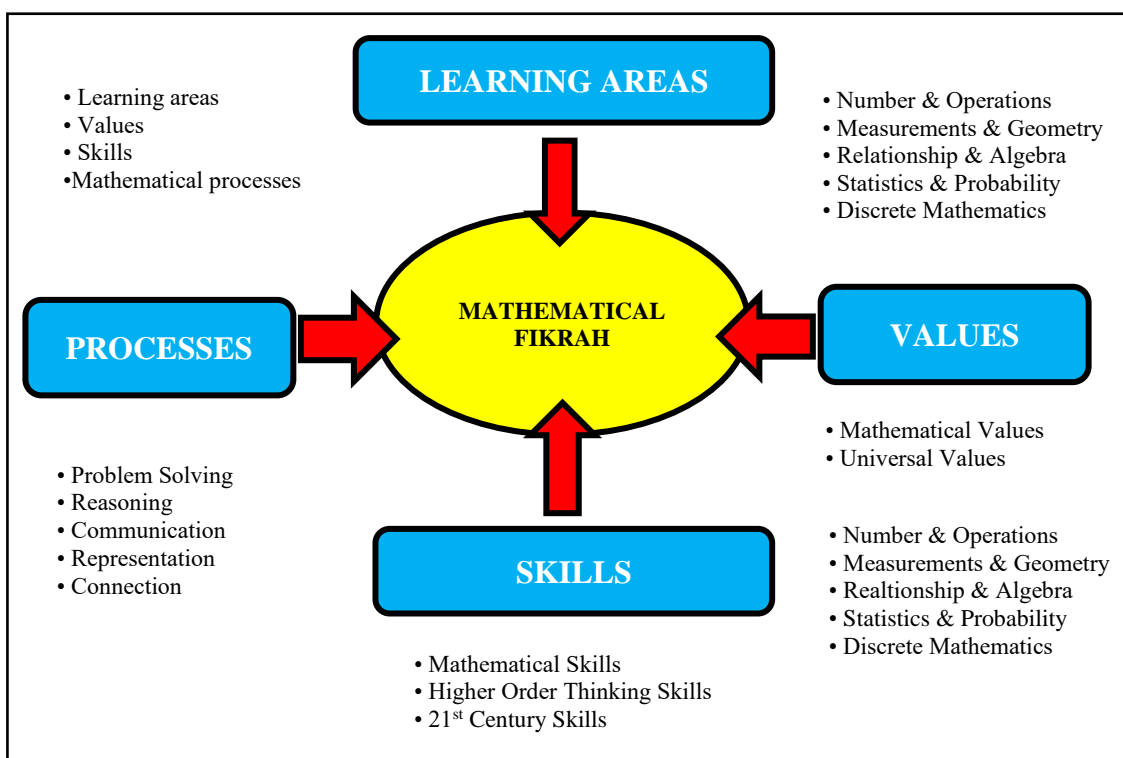 LEARNING AREAS
• Learning areas
• Values
• Skills
•Mathematical processes
• Number & Operations
• Measurements & Geometry
• Relationship & Algebra
• Statistics & Probability
• Discrete Mathematics
MATHEMATICAL
FIKRAH
PROCESSES
VALUES
• Problem Solving
• Reasoning
• Communication
• Representation
• Connection
• Mathematical Values
• Universal Values
SKILLS
• Number & Operations
• Measurements & Geometry
• Realtionship & Algebra
• Statistics & Probability
• Discrete Mathematics
• Mathematical Skills
• Higher Order Thinking Skills
• 21st Century Skills